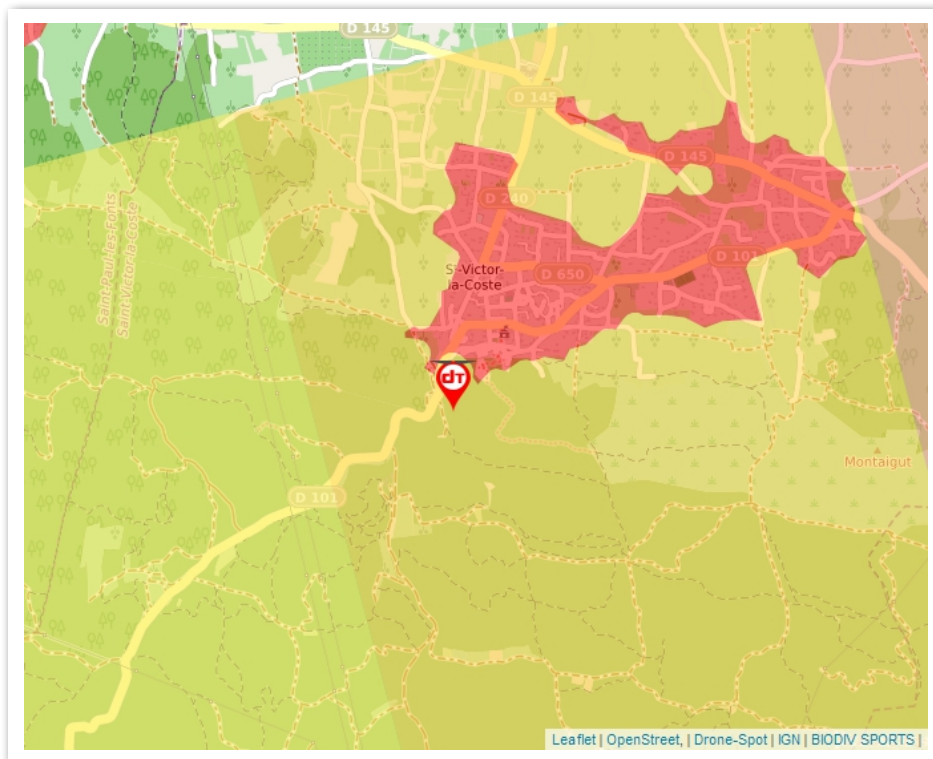 D 145
D 145
D 145
D 240
Saint-Paul-les-Fonts
Saint-Victor-la-Coste
St-Victor-
la-Coste
D 650
D 101
dT
Montaigut
D 101
Leaflet | OpenStreet, | Drone-Spot | IGN | BIODIV SPORTS |